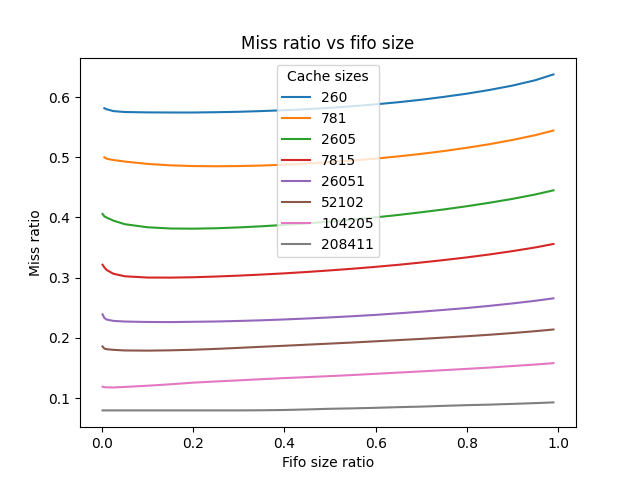 Miss ratio vs fifo size
Cache sizes
260
781
2605
7815
26051
52102
104205
208411
Miss ratio
0.6
0.5
0.4
0.3
0.2
0.1
0.0 0.2 0.4 0.6 0.8 1.0
Fifo size ratio